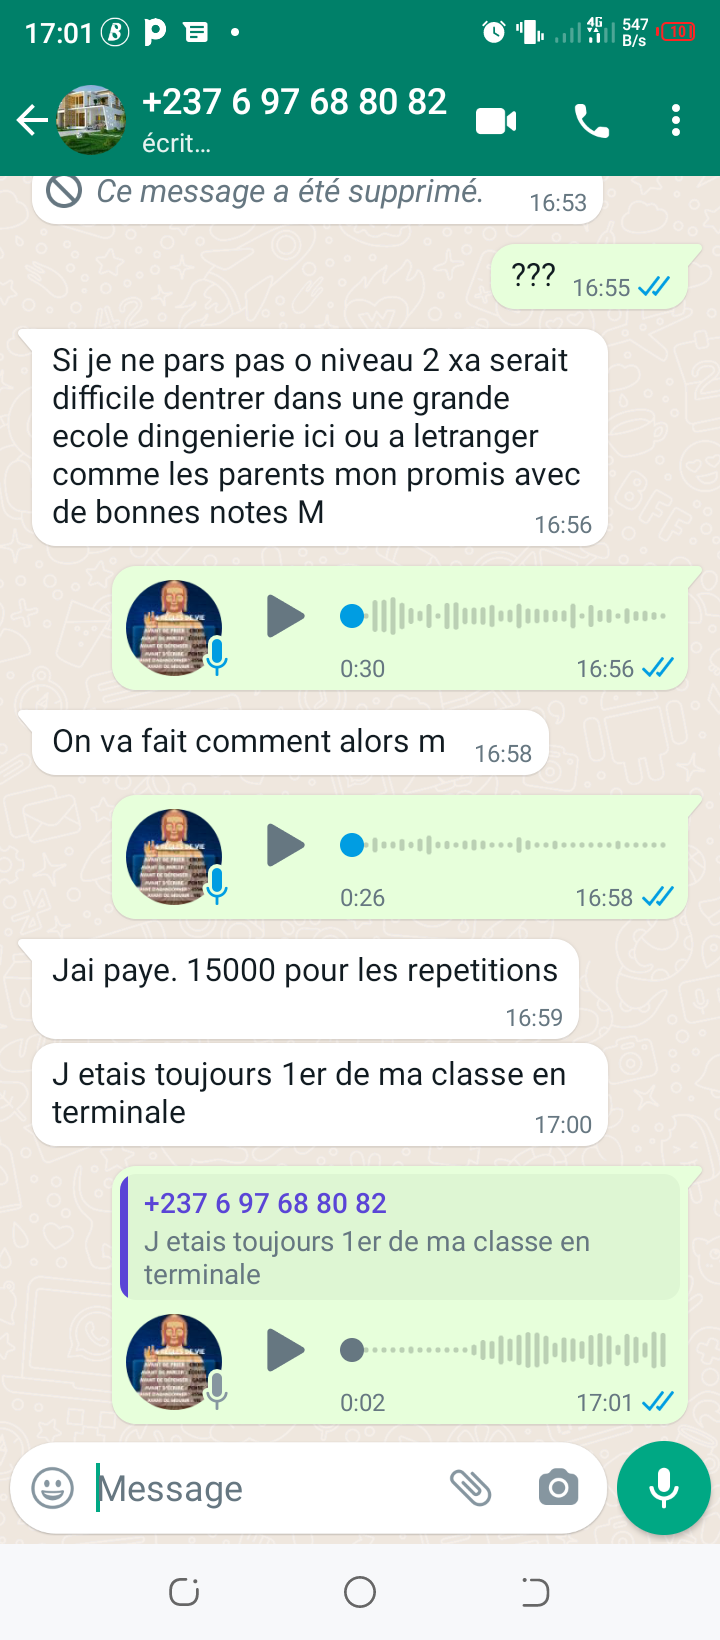 17:01
4G
547
B/s
10
+237 6 97 68 80 82
écrit...
Ce message a été supprimé.
16:53
???
16:55
Si je ne pars pas o niveau 2 xa serait
difficile dentrer dans une grande
ecole dingenierie ici ou a letranger
comme les parents mon promis avec
de bonnes notes M
16:56
0:30
16:56
On va fait comment alors m
16:58
0:26
16:58
Jai paye. 15000 pour les repetitions
16:59
J etais toujours 1er de ma classe en
terminale
17:00
+237 6 97 68 80 82
J etais toujours 1er de ma classe en
terminale
0:02
17:01
Message